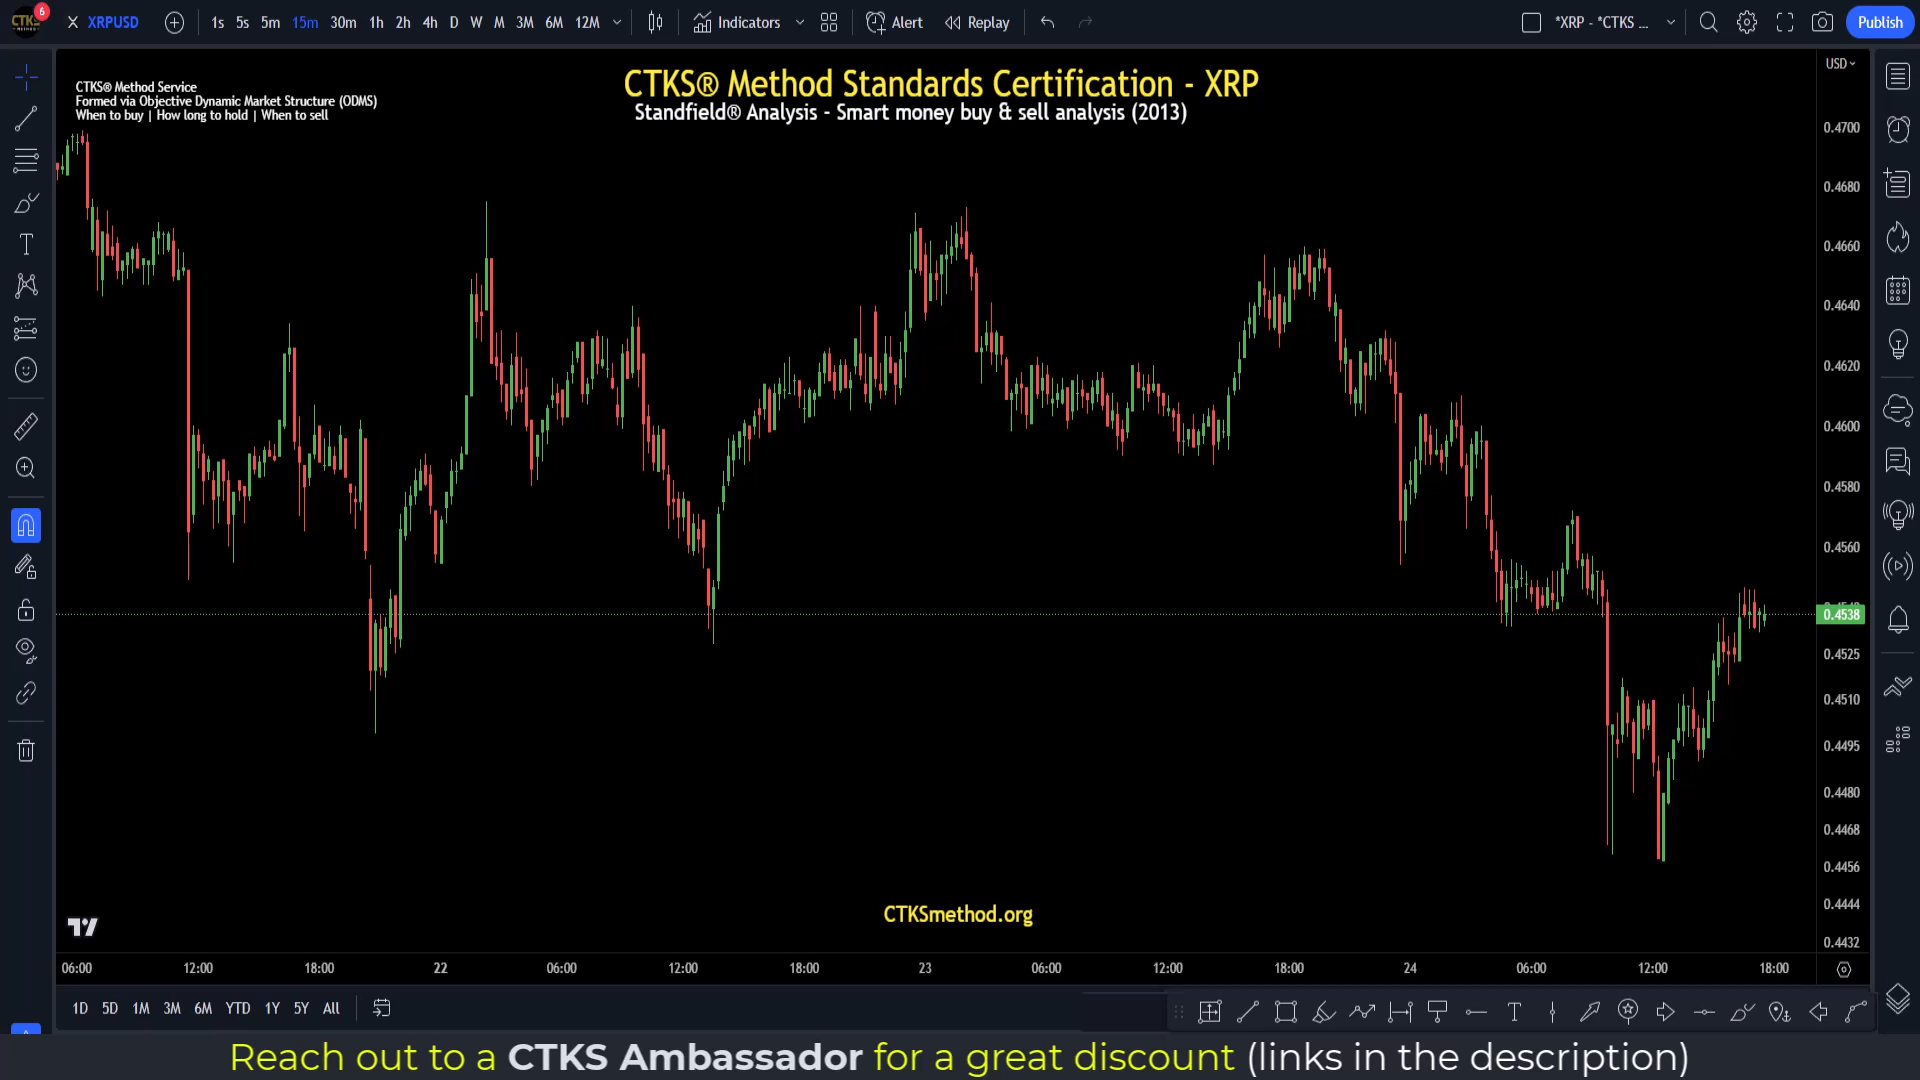 6
CTKS
METHOD
XRPUSD
1s 5s 5m 15m 30m 1h 2h 4h D W M 3M 6M 12M
Indicators
Alert
Replay
*XRP - *CTKS ...
Publish
CTKS® Method Service
Formed via Objective Dynamic Market Structure (ODMS)
When to buy | How long to hold | When to sell
CTKS® Method Standards Certification - XRP
Standfield® Analysis - Smart money buy & sell analysis (2013)
USD
0.4700
0.4680
0.4660
0.4640
0.4620
0.4600
0.4580
0.4560
0.4538
0.4525
0.4510
0.4495
0.4480
0.4468
0.4456
0.4444
0.4432
CTKSmethod.org
06:00 12:00 18:00 22 06:00 12:00 18:00 23 06:00 12:00 18:00 24 06:00 12:00 18:00
1D 5D 1M 3M 6M YTD 1Y 5Y All
Reach out to a CTKS Ambassador for a great discount (links in the description)